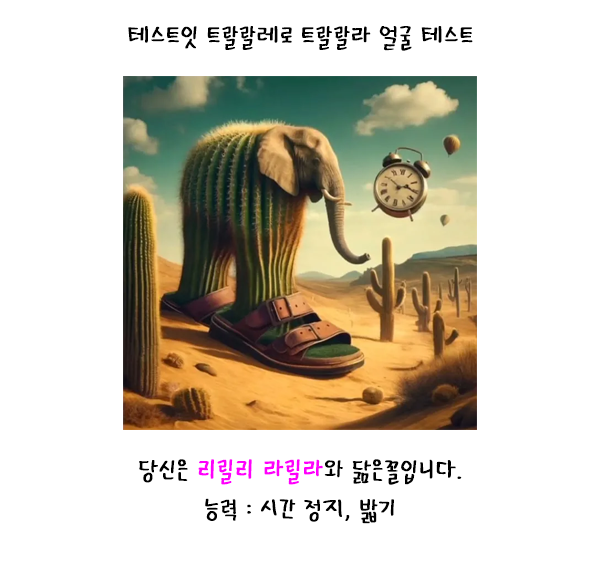 테스트잇 트랄랄레로 트랄랄라 얼굴 테스트
당신은 리릴리 라릴라와 닮은꼴입니다.
능력 : 시간 정지, 밟기